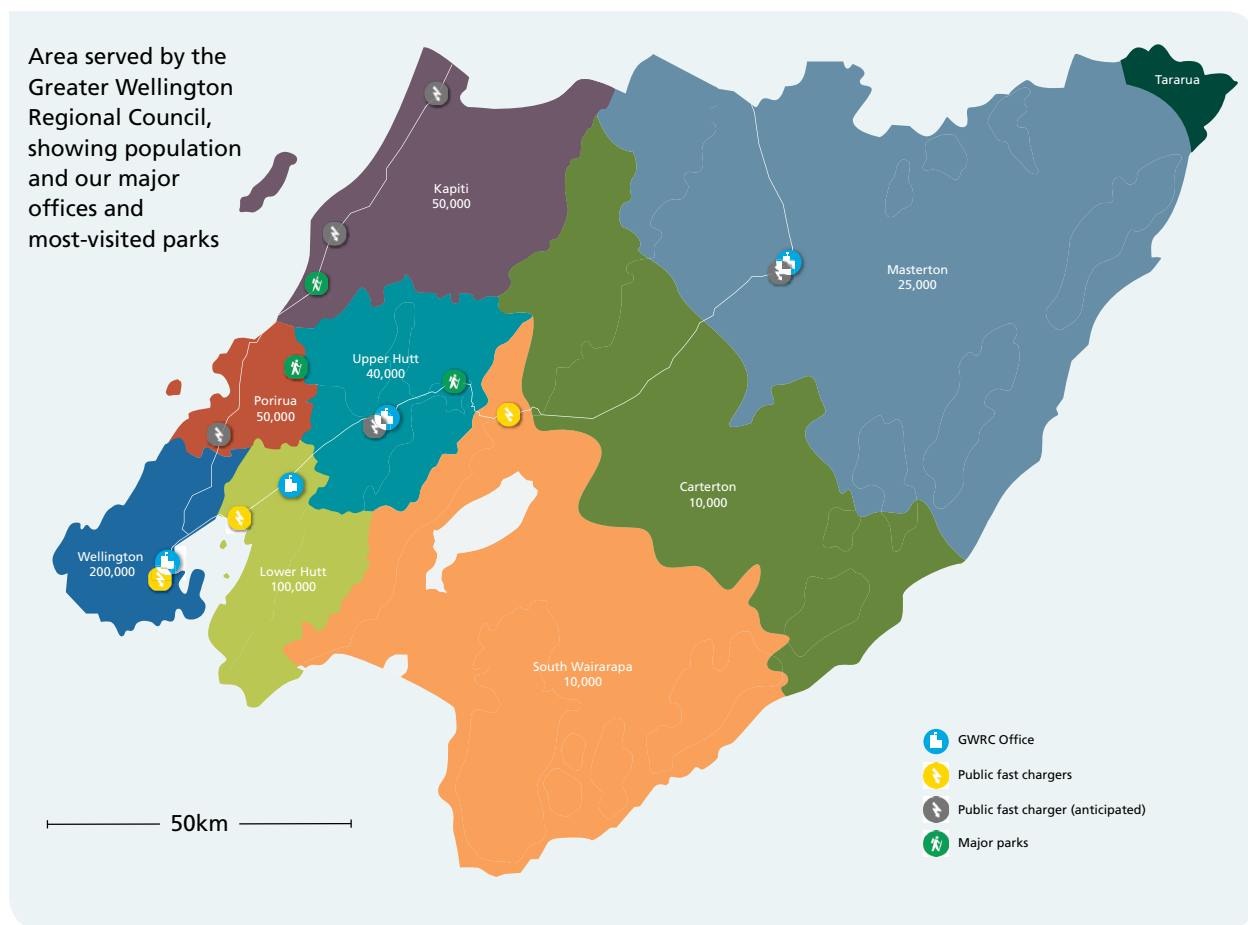 Area served by the
Greater Wellington
Regional Council,
showing population
and our major
offices and
most-visited parks
Tararua
Kapiti
50,000
Masterton
25,000
Upper Hutt
40,000
Porirua
50,000
Carterton
10,000
Wellington
200,000
Lower Hutt
100,000
South Wairarapa
10,000
GWRC Office
Public fast chargers
Public fast charger (anticipated)
Major parks
50km